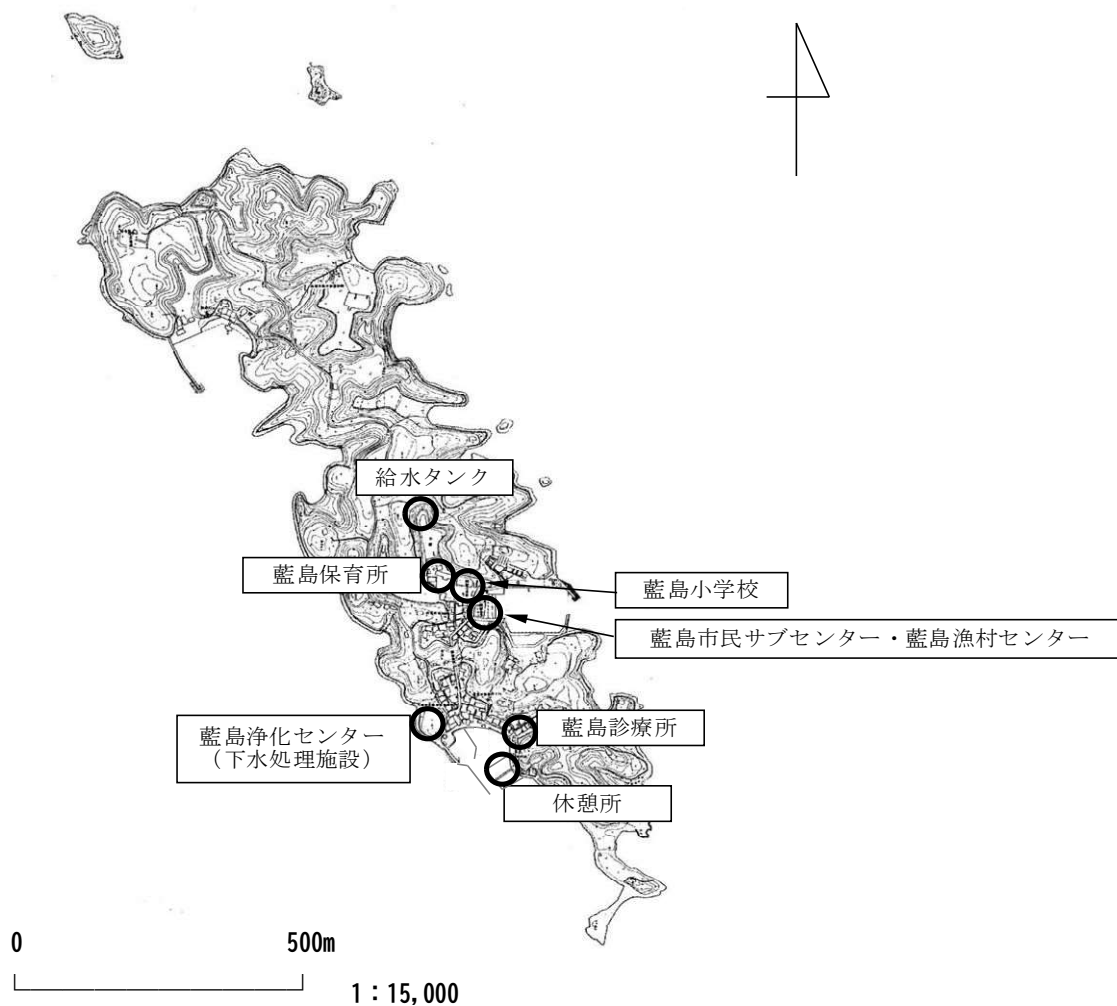 給水タンク
藍島保育所
藍島小学校
藍島市民サブセンター・藍島漁村センター
藍島浄化センター
（下水処理施設）
藍島診療所
休憩所
0
500m
1：15,000